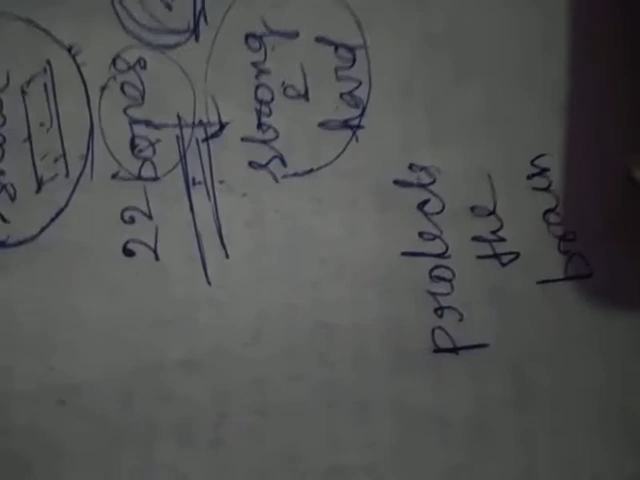 22 bones
strong
&
hard
protects
the
brain